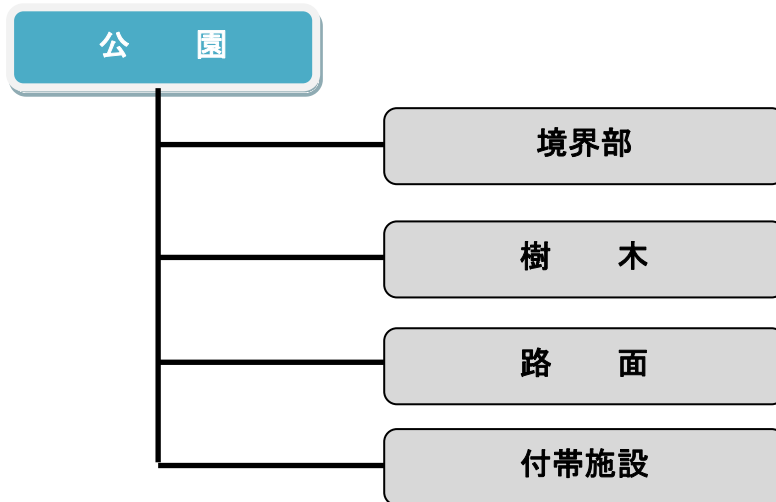 公　　園
境界部
樹　　木
路　　面
付帯施設